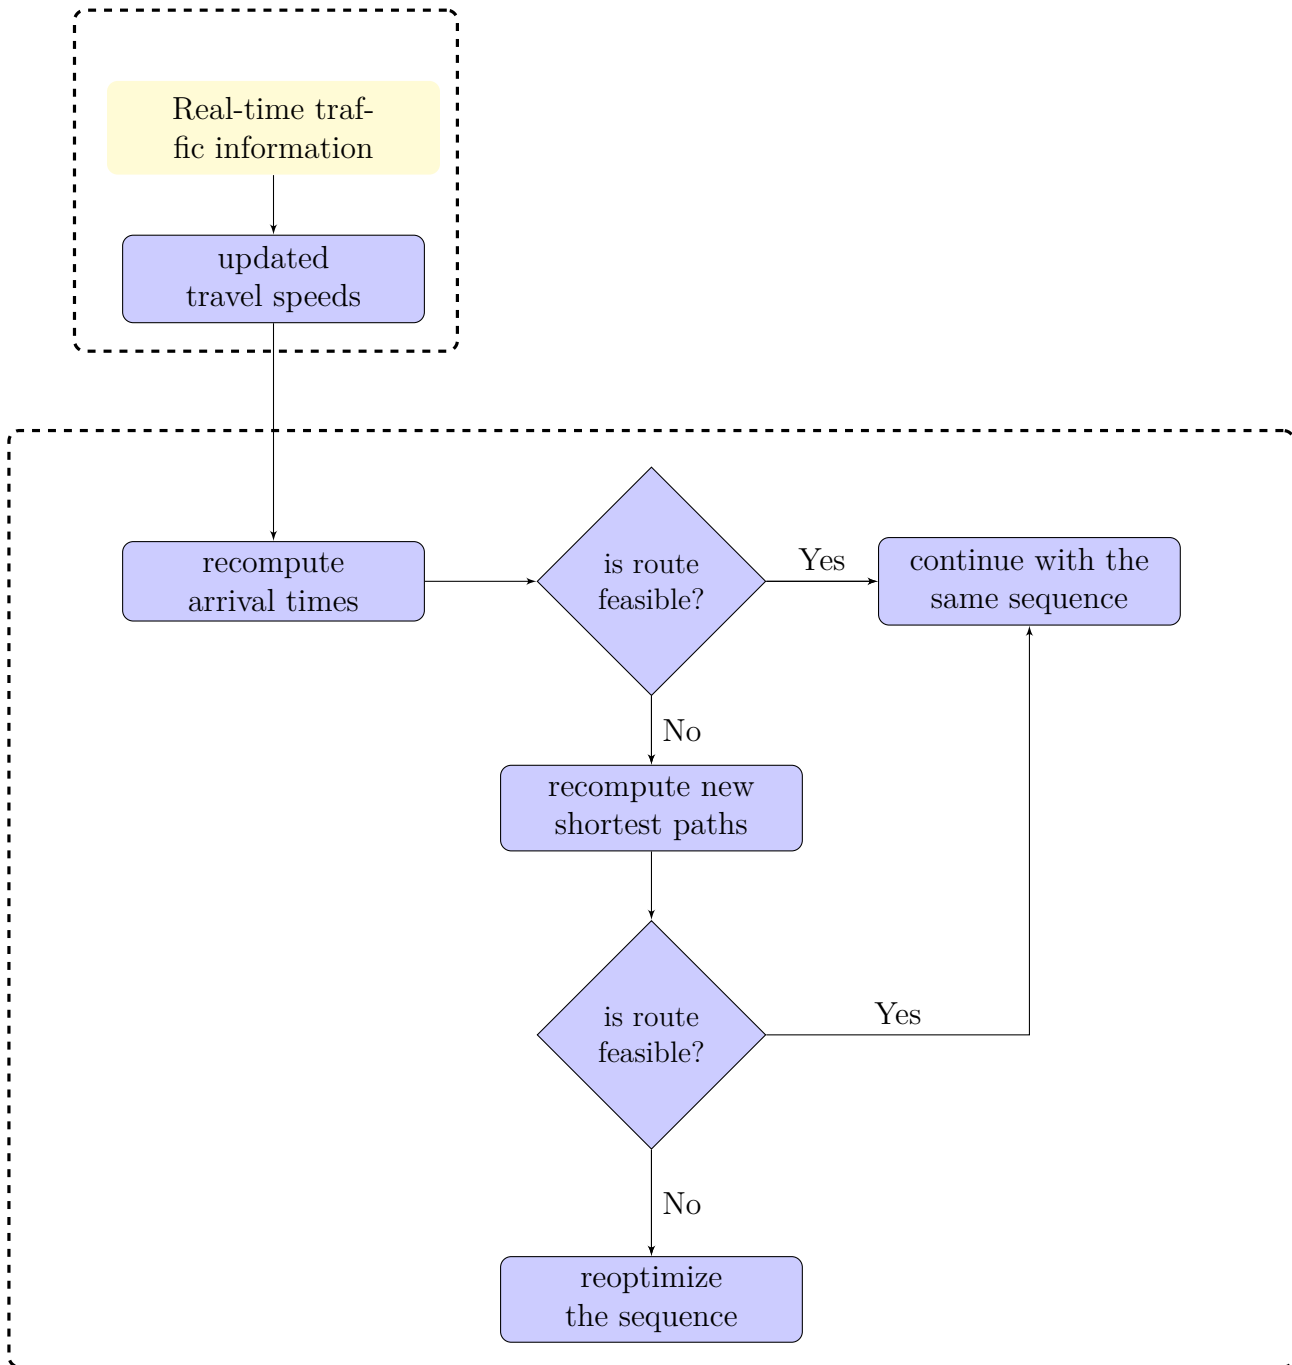 Real-time traf-
fic information
updated
travel speeds
recompute
arrival times
is route
feasible?
Yes
continue with the
same sequence
No
recompute new
shortest paths
is route
feasible?
Yes
No
reoptimize
the sequence